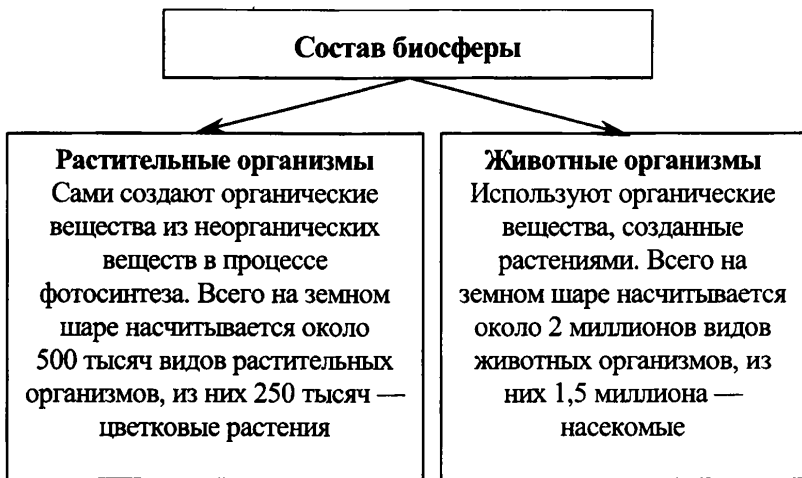 Состав биосферы
Растительные организмы
Сами создают органические
вещества из неорганических
веществ в процессе
фотосинтеза. Всего на земном
шаре насчитывается около
500 тысяч видов растительных
организмов, из них 250 тысяч —
цветковые растения
Животные организмы
Используют органические
вещества, созданные
растениями. Всего на
земном шаре насчитывается
около 2 миллионов видов
животных организмов, из
них 1,5 миллиона —
насекомые